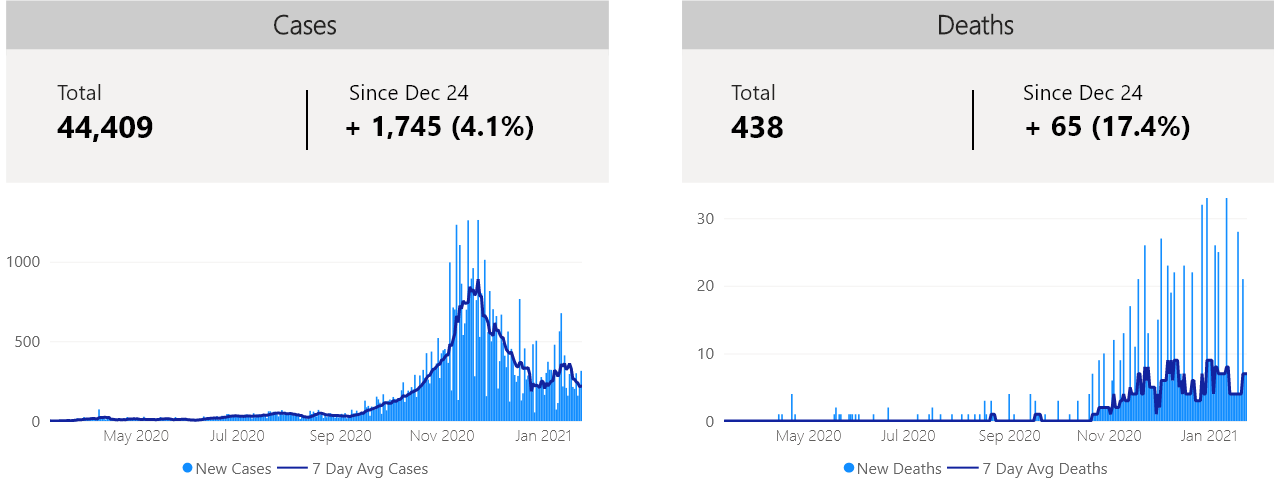 Cases
Total
Since Dec 24
44,409
+ 1,745 (4.1%)
1000
500
0
May 2020
Jul 2020
Sep 2020
Nov 2020
Jan 2021
New Cases
7 Day Avg Cases
Deaths
Total
Since Dec 24
438
+ 65 (17.4%)
30
20
10
0
May 2020
Jul 2020
Sep 2020
Nov 2020
Jan 2021
New Deaths
7 Day Avg Deaths